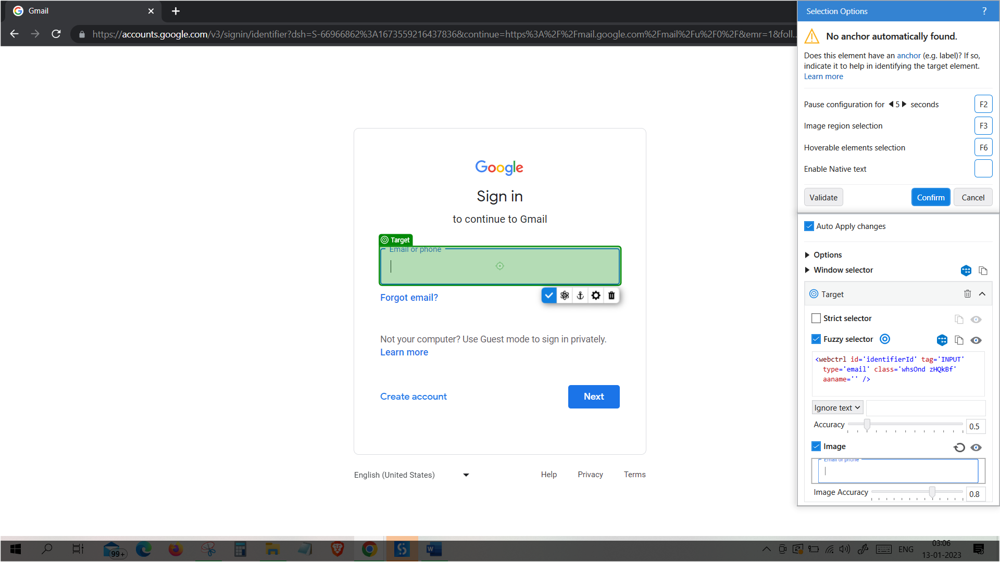 Gmail
https://accounts.google.com/v3/signin/identifier?dsh=S-66966862%3A1673559216437836&continue=https%3A%2F%2Fmail.google.com%2Fmail%2Fu%2F0%2F&emr=1&foll...
Google
Sign in
to continue to Gmail
Target
Email or phone
Forgot email?
Not your computer? Use Guest mode to sign in privately.
Learn more
Create account
Next
English (United States)
Help
Privacy
Terms
Selection Options
?
No anchor automatically found.
Does this element have an anchor (e.g. label)? If so,
indicate it to help in identifying the target element.
Learn more
Pause configuration for 5 seconds
F2
Image region selection
F3
Hoverable elements selection
F6
Enable Native text
Validate
Confirm
Cancel
Auto Apply changes
Options
Window selector
Target
Strict selector
Fuzzy selector
<webctrl id='identifierId' tag='INPUT'
type='email' class='whsOnd zHQkBf'
aaname='' />
Ignore text
Accuracy
0.5
Image
Email or phone
Image Accuracy
0.8
99+
W
ENG
03:06
13-01-2023